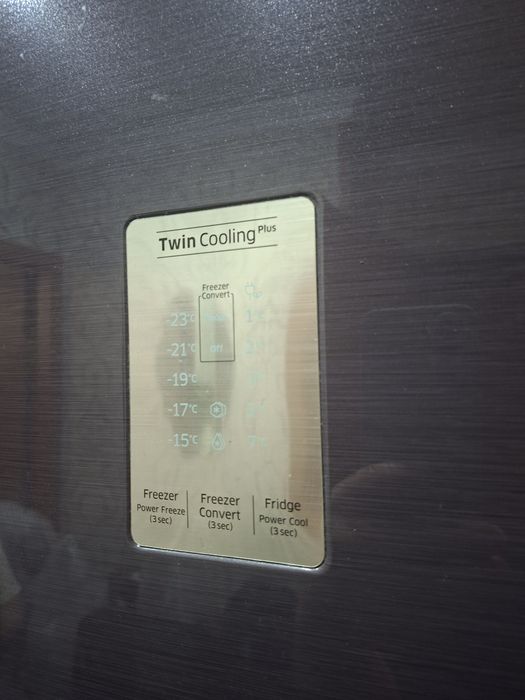 Twin Cooling Plus
Freezer
Convert
-23°C 1°C
-21°C Off
-19°C
-17°C
-15°C 7°C
Freezer
Power Freeze
(3 sec)
Freezer
Convert
(3 sec)
Fridge
Power Cool
(3 sec)